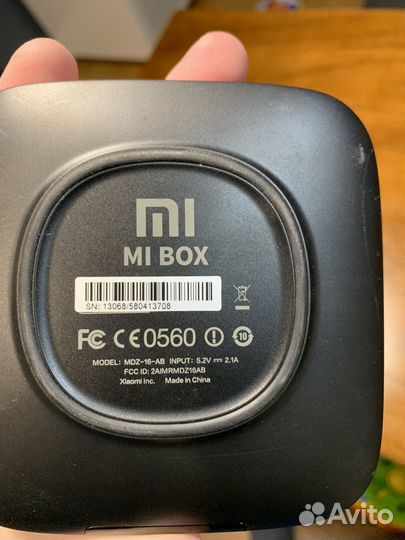 mi
MI BOX
SN: 13068/580413708
FC CE0560 10
MODEL: MDZ-16-AB INPUT: 5.2V⎓ 2.1A
FCC ID: 2AIMRMDZ16AB
Xiaomi Inc. Made in China
Avito